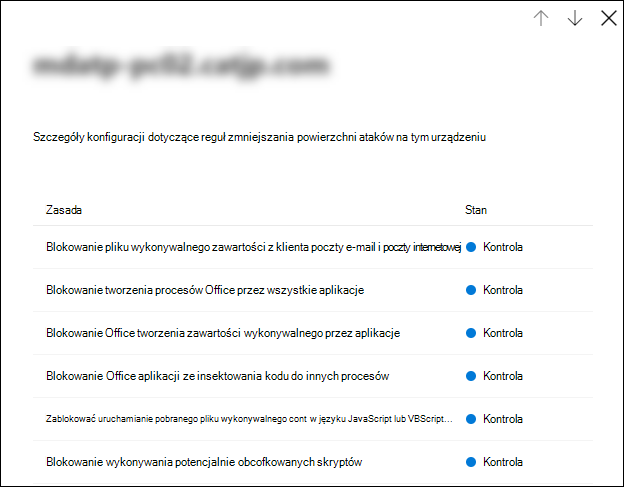 Szczegóły konfiguracji dotyczące reguł zmniejszania powierzchni ataków na tym urządzeniu
Zasada Stan
Blokowanie pliku wykonywalnego zawartości z klienta poczty e-mail i poczty internetowej Kontrola
Blokowanie tworzenia procesów Office przez wszystkie aplikacje Kontrola
Blokowanie Office tworzenia zawartości wykonywalnego przez aplikacje Kontrola
Blokowanie Office aplikacji ze insektowania kodu do innych procesów Kontrola
Zablokować uruchamianie pobranego pliku wykonywalnego cont w języku JavaScript lub VBScript... Kontrola
Blokowanie wykonywania potencjalnie obcofkowanych skryptów Kontrola